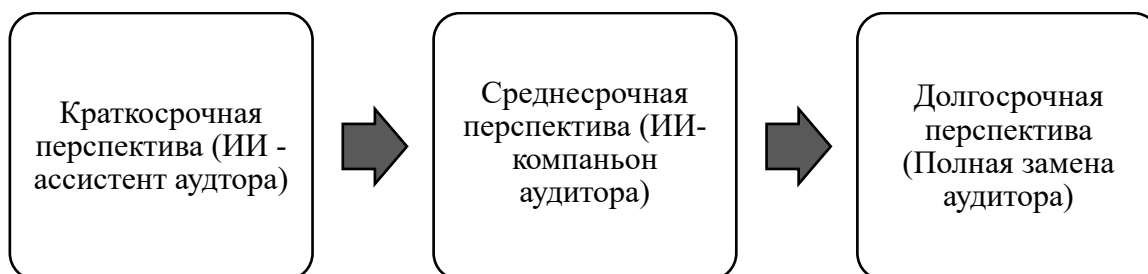 Краткосрочная
перспектива (ИИ -
ассистент аудтора)
Среднесрочная
перспектива (ИИ-
компаньон
аудитора)
Долгосрочная
перспектива
(Полная замена
аудитора)